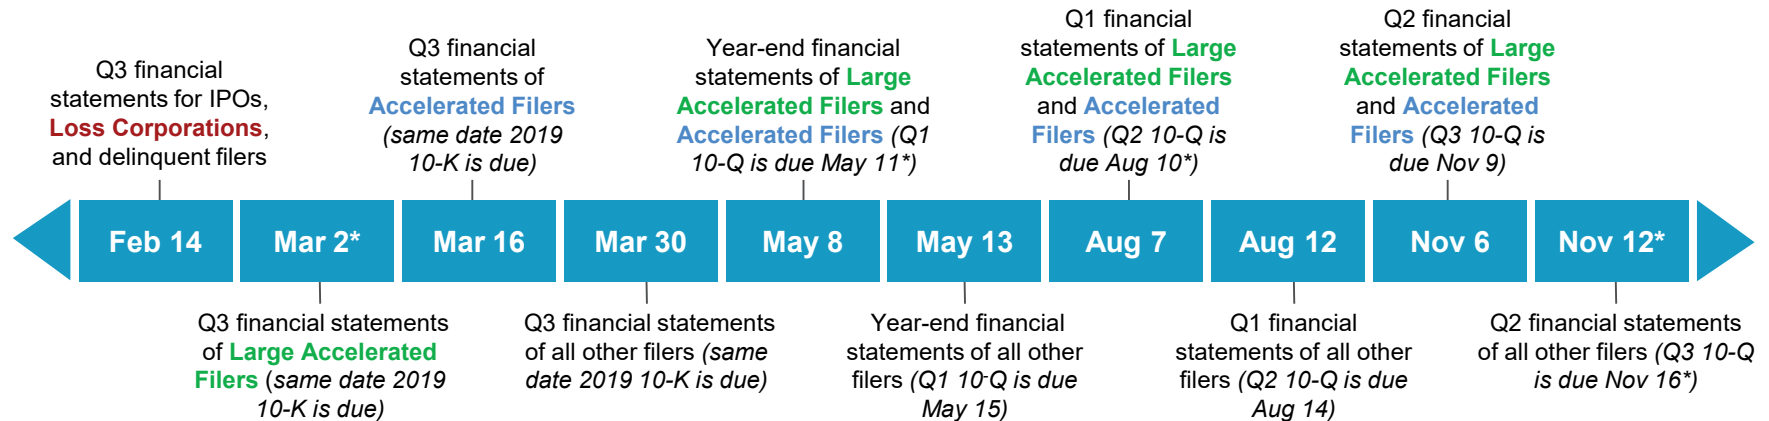 Q3 financial
statements for IPOs,
Loss Corporations,
and delinquent filers
Q3 financial
statements of
Accelerated Filers
(same date 2019
10-K is due)
Year-end financial
statements of Large
Accelerated Filers and
Accelerated Filers (Q1
10-Q is due May 11*)
Q1 financial
statements of Large
Accelerated Filers
and Accelerated
Filers (Q2 10-Q is
due Aug 10*)
Q2 financial
statements of Large
Accelerated Filers
and Accelerated
Filers (Q3 10-Q is
due Nov 9)
Feb 14
Mar 2*
Mar 16
Mar 30
May 8
May 13
Aug 7
Aug 12
Nov 6
Nov 12*
Q3 financial statements
of Large Accelerated
Filers (same date 2019
10-K is due)
Q3 financial statements
of all other filers (same
date 2019 10-K is due)
Year-end financial
statements of all other
filers (Q1 10-Q is due
May 15)
Q1 financial
statements of all other
filers (Q2 10-Q is due
Aug 14)
Q2 financial statements
of all other filers (Q3 10-Q
is due Nov 16*)